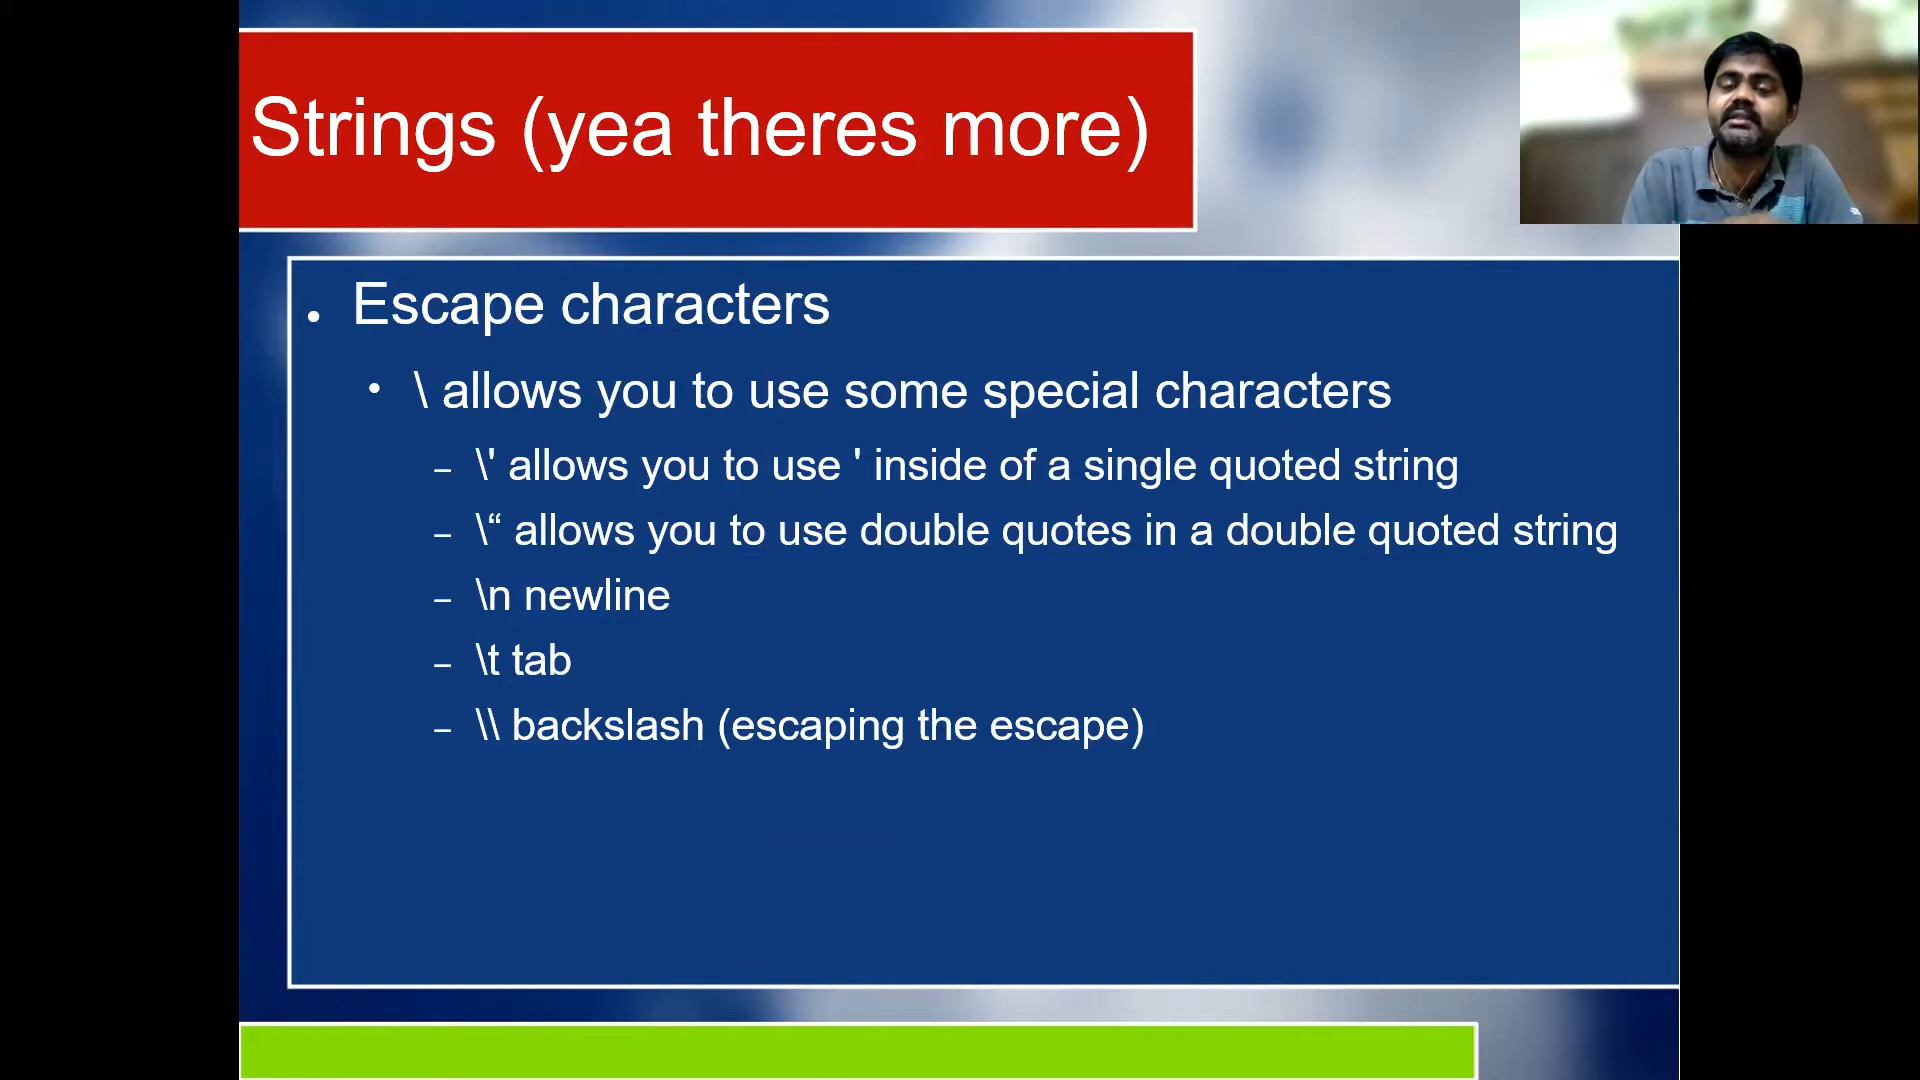 Strings (yea theres more)
• Escape characters
• \ allows you to use some special characters
– \' allows you to use ' inside of a single quoted string
– \“ allows you to use double quotes in a double quoted string
– \n newline
– \t tab
– \\ backslash (escaping the escape)